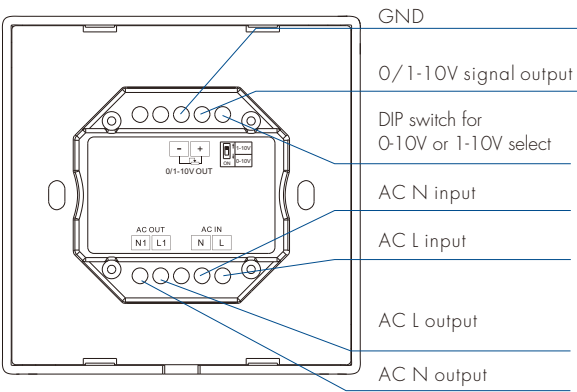 GND
0/1-10V signal output
DIP switch for
0-10V or 1-10V select
- +
0/1-10V OUT
1-10V
0-10V
ON
AC OUT
AC IN
N1 L1
N L
AC N input
AC L input
AC L output
AC N output